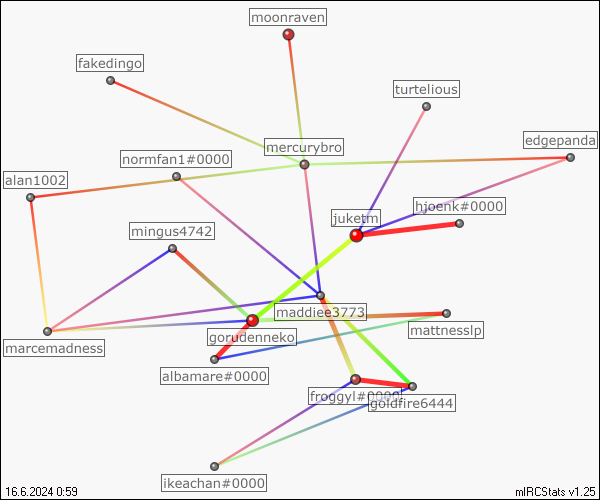 moonraven
fakedingo
turtelious
edgepanda
mercurybro
normfan1#0000
alan1002
hjoenk#0000
juketm
mingus4742
maddiee3773
mattnesslp
gorudenneko
marcemadness
albamare#0000
froggyl#0000
goldfire6444
ikeachan#0000
16.6.2024 0:59
mIRCStats v1.25